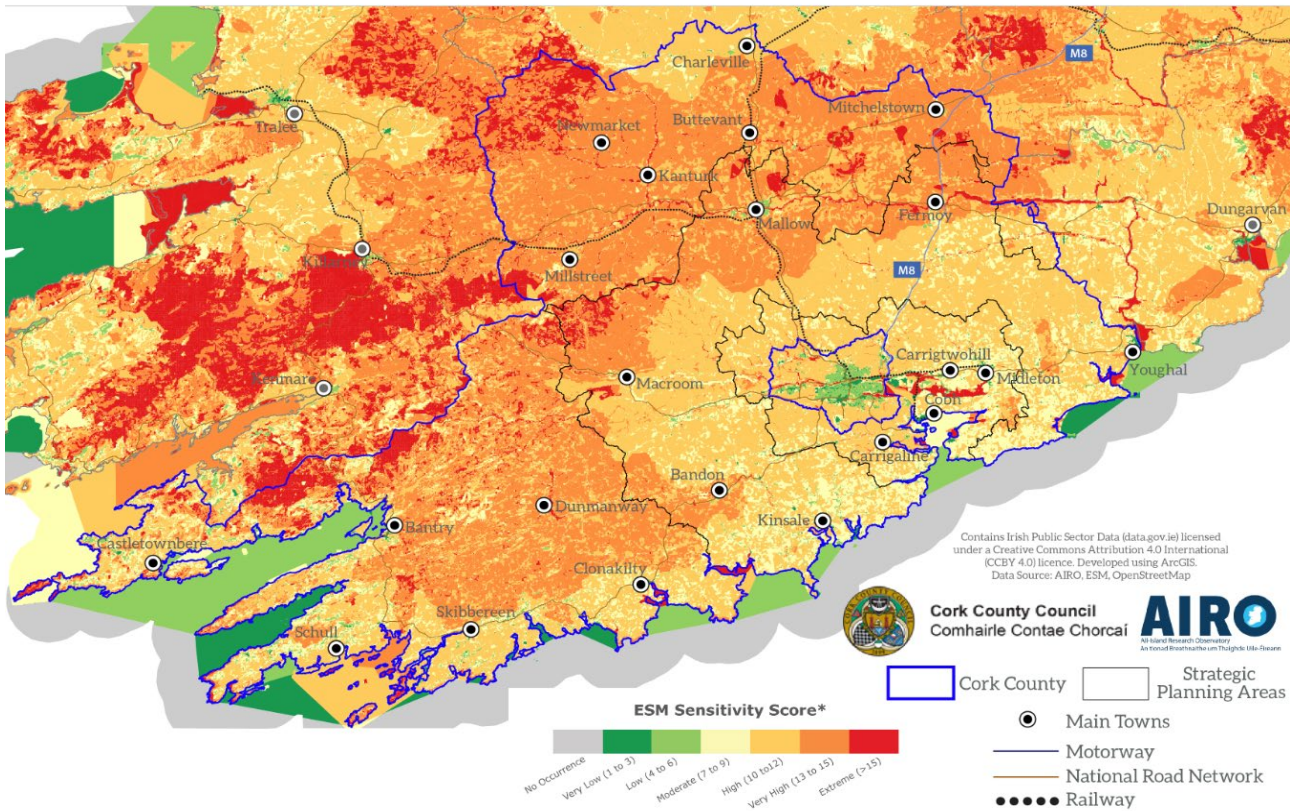 Charleville
M8
Mitchelstown
Tralee
Newmarket
Buttevant
Kanturk
Fermoy
Mallow
Dungarvan
Killarney
Millstreet
M8
Carrigtwohill
Midleton
Youghal
Macroom
Kenmare
Cobh
Carrigaline
Bandon
Dunmanway
Kinsale
Bantry
Castletownbere
Clonakilty
Skibbereen
Schull
Contains Irish Public Sector Data (data.gov.ie) licensed
under a Creative Commons Attribution 4.0 International
(CCBY 4.0) licence. Developed using ArcGIS.
Data Source: AIRO, ESM, OpenStreetMap
Cork County Council
Comhairle Contae Chorcaí
AIRO
All-Island Research Observatory
Cork County
Strategic
Planning Areas
Main Towns
Motorway
National Road Network
Railway
ESM Sensitivity Score*
No Occurrence
Very Low (1 to 3)
Low (4 to 6)
Moderate (7 to 9)
High (10 to12)
Very High (13 to 15)
Extreme (>15)